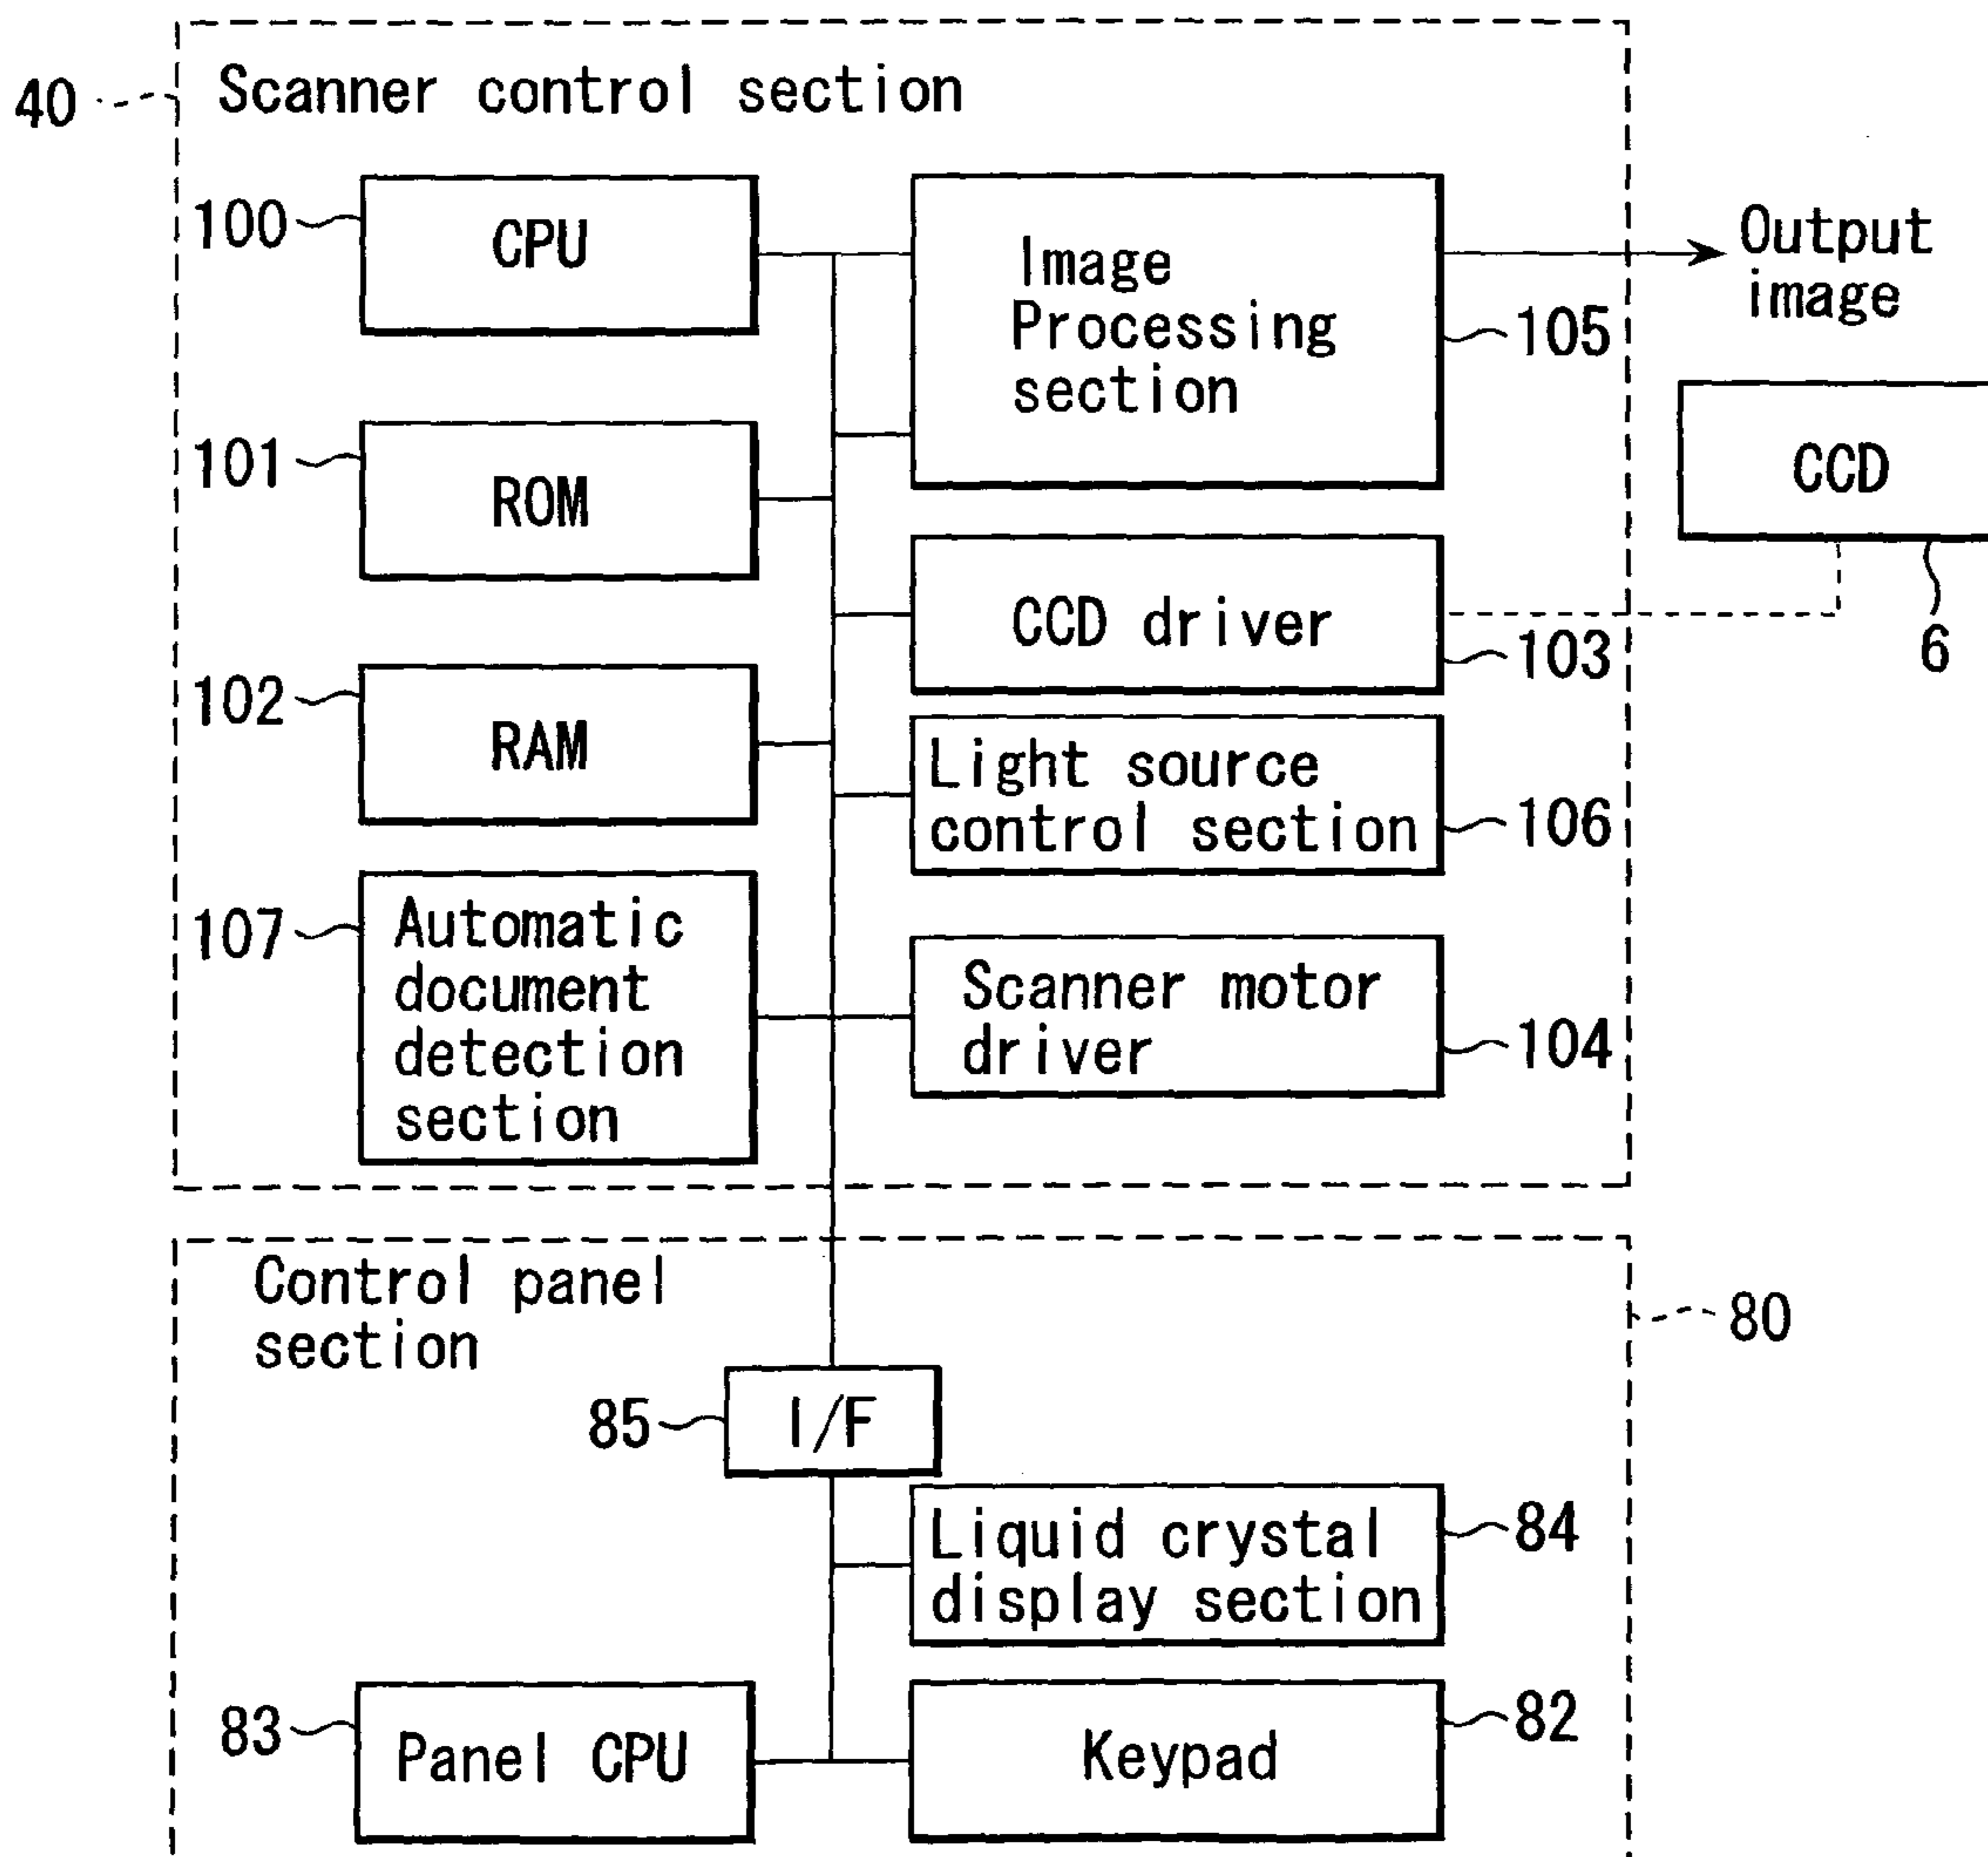 40
Scanner control section
100
CPU
Image
Processing
section
105
Output
image
101
ROM
CCD
6
CCD driver
103
102
RAM
Light source
control section
106
107
Automatic
document
detection
section
Scanner motor
driver
104
Control panel
section
80
85
I/F
Liquid crystal
display section
84
83
Panel CPU
Keypad
82